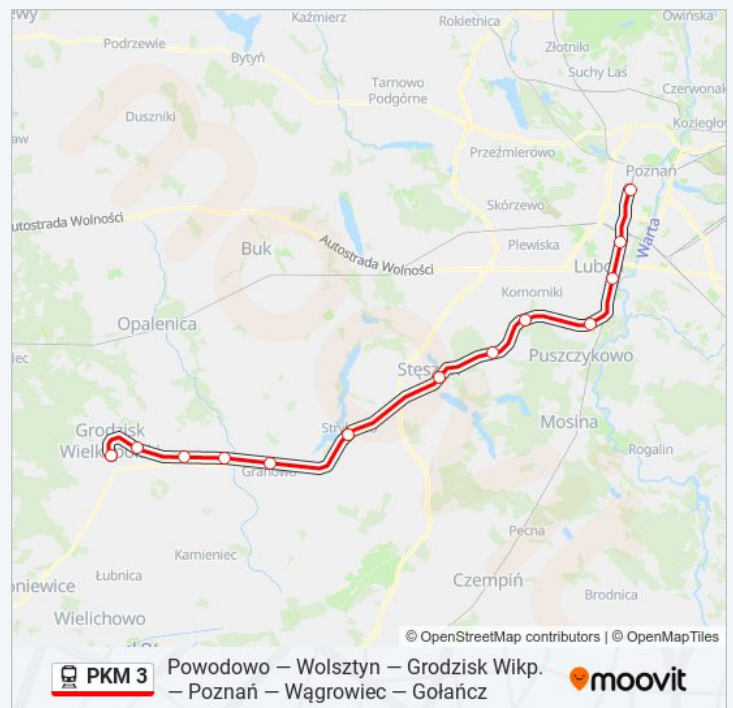 Kaźmierz
Rokietnica
Owińska
Podrzewie
Bytyń
Złotniki
Suchy Las
Tarnowo
Podgórne
Czerwonak
Duszniki
Koziegłowy
Przeźmierowo
Poznań
Skórzewo
Autostrada Wolności
Warta
Buk
Autostrada Wolności
Plewiska
Luboń
Komorniki
Opalenica
Puszczykowo
Stęsz
Mosina
Grodzisk
Wielkopolski
Rogalin
Granowo
Pecna
Kamieniec
Łubnica
Czempiń
Brodnica
Wielichowo
© OpenStreetMap contributors | © OpenMapTiles
PKM 3
Powodowo — Wolsztyn — Grodzisk Wlkp.
— Poznań — Wągrowiec — Gołańcz
moovit